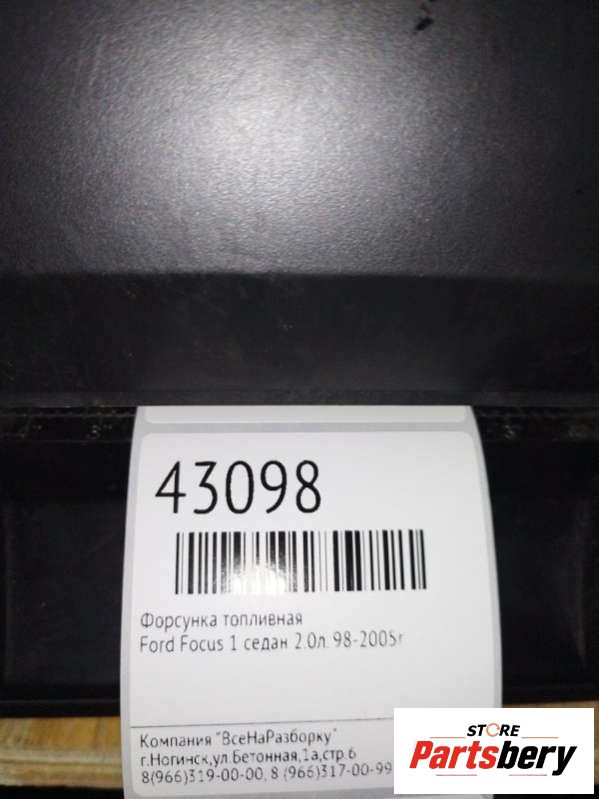 43098
Форсунка топливная
Ford Focus 1 седан 2.0л. 98-2005г
Компания "ВсеНаРазборку"
г.Ногинск,ул.Бетонная,1а,стр.6
8(966)319-00-00, 8 (966)317-00-99
STORE
Partsbery